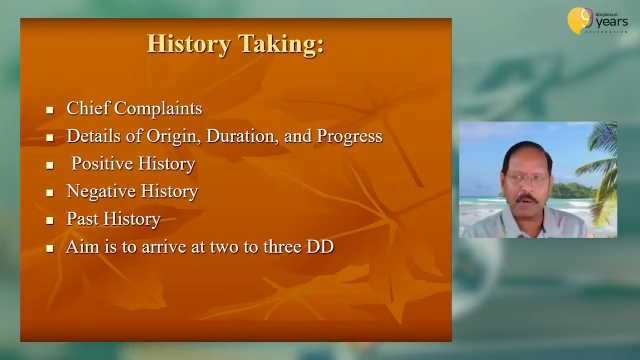 History Taking:
Chief Complaints
Details of Origin, Duration, and Progress
Positive History
Negative History
Past History
Aim is to arrive at two to three DD
9
years